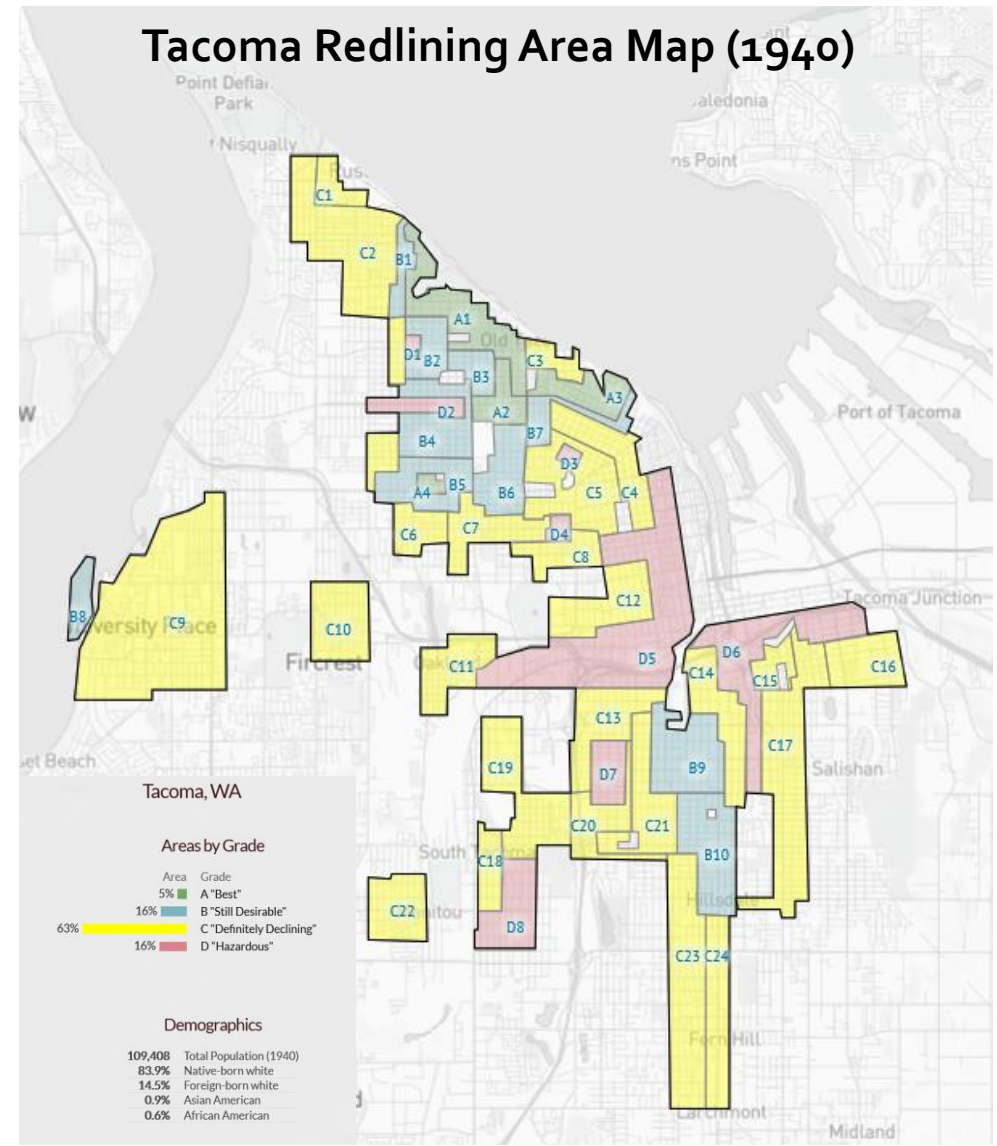 Tacoma Redlining Area Map (1940)
Point Defian
Park
Nisqually
Rus
aledonia
ns Point
C1
C2
B1
A1
Old
D1
B2
B3
C3
A3
W
Port of Tacoma
D2
A2
B7
B4
D3
A4
B5
B6
C5
C4
C6
C7
D4
C8
B8
C9
versity Place
C10
Fircrest
C12
Tacoma Junction
C11
Oak
D5
D6
C14
C15
C16
C13
C17
et Beach
C19
D7
B9
Salishan
C20
C21
South Tacoma
C18
B10
C22
nitou
Hillsdale
D8
C23
C24
Fern Hill
Larchmont
Midland
d
Tacoma, WA
Areas by Grade
Area Grade
5% A "Best"
16% B "Still Desirable"
63% C "Definitely Declining"
16% D "Hazardous"
Demographics
109,408 Total Population (1940)
83.9% Native-born white
14.5% Foreign-born white
0.9% Asian American
0.6% African American